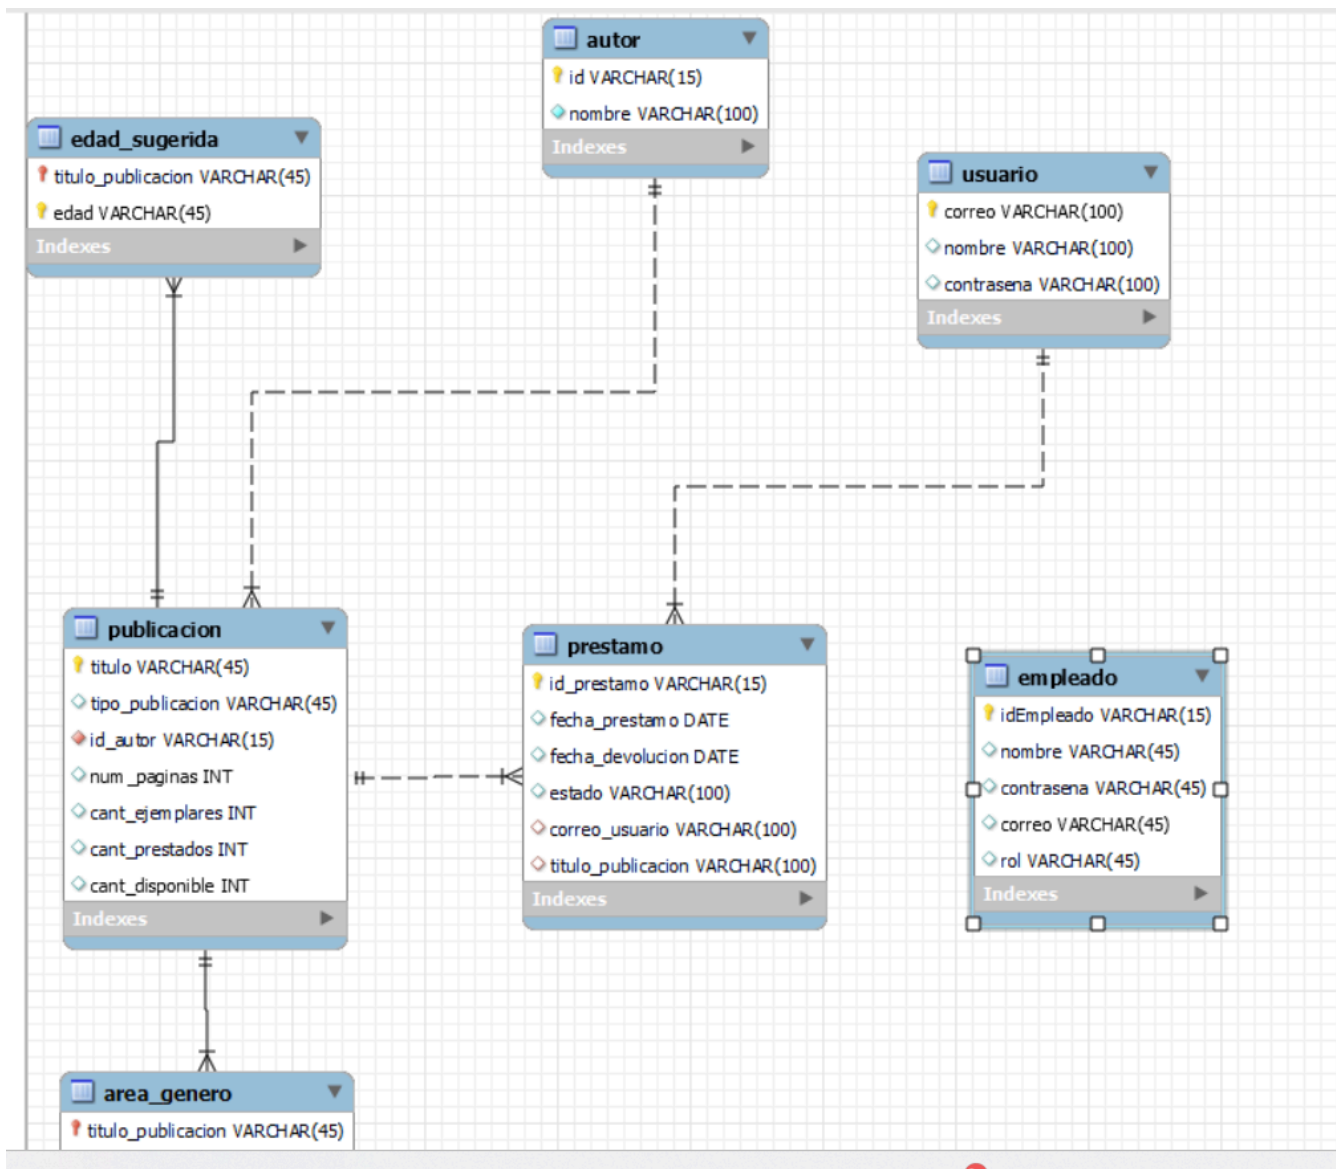 autor
id VARCHAR(15)
nombre VARCHAR(100)
Indexes
edad_sugerida
titulo_publicacion VARCHAR(45)
edad VARCHAR(45)
Indexes
usuario
correo VARCHAR(100)
nombre VARCHAR(100)
contrasena VARCHAR(100)
Indexes
publicacion
titulo VARCHAR(45)
tipo_publicacion VARCHAR(45)
id_autor VARCHAR(15)
num_paginas INT
cant_ejemplares INT
cant_prestados INT
cant_disponible INT
Indexes
prestamo
id_prestamo VARCHAR(15)
fecha_prestamo DATE
fecha_devolucion DATE
estado VARCHAR(100)
correo_usuario VARCHAR(100)
titulo_publicacion VARCHAR(100)
Indexes
empleado
idEmpleado VARCHAR(15)
nombre VARCHAR(45)
contrasena VARCHAR(45)
correo VARCHAR(45)
rol VARCHAR(45)
Indexes
area_genero
titulo_publicacion VARCHAR(45)